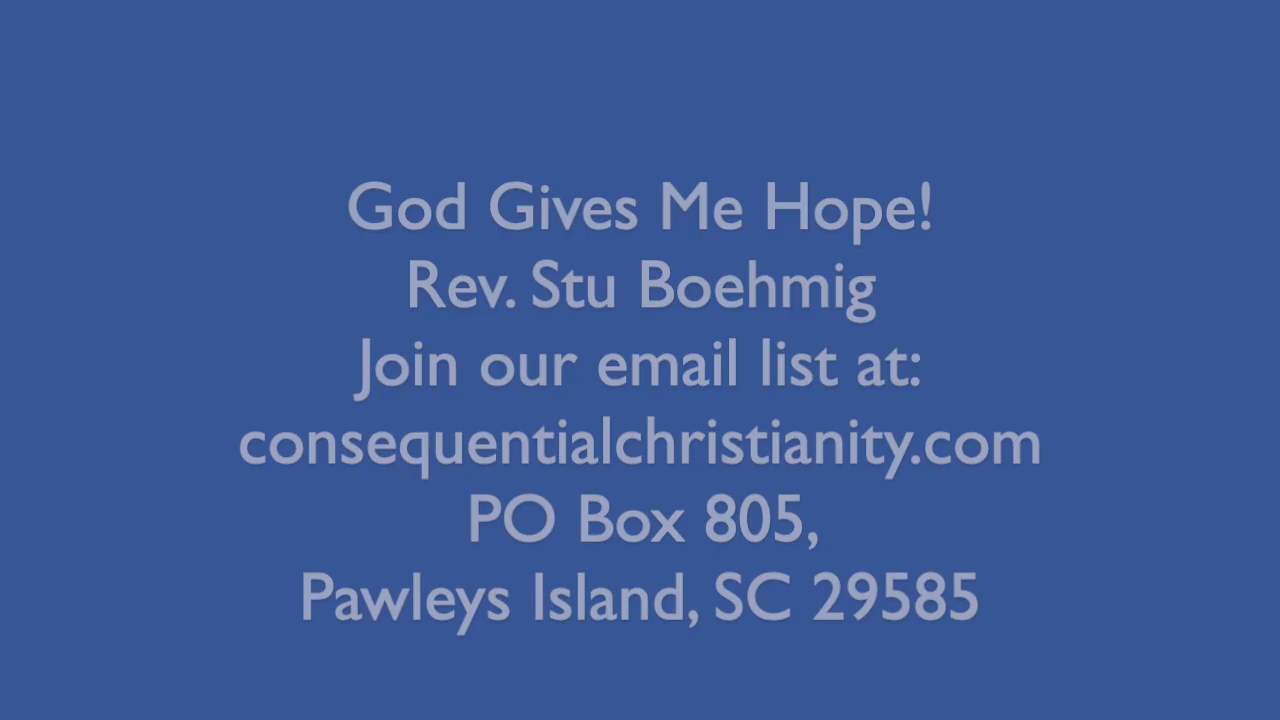 God Gives Me Hope!
Rev. Stu Boehmig
Join our email list at:
consequentialchristianity.com
PO Box 805,
Pawleys Island, SC 29585